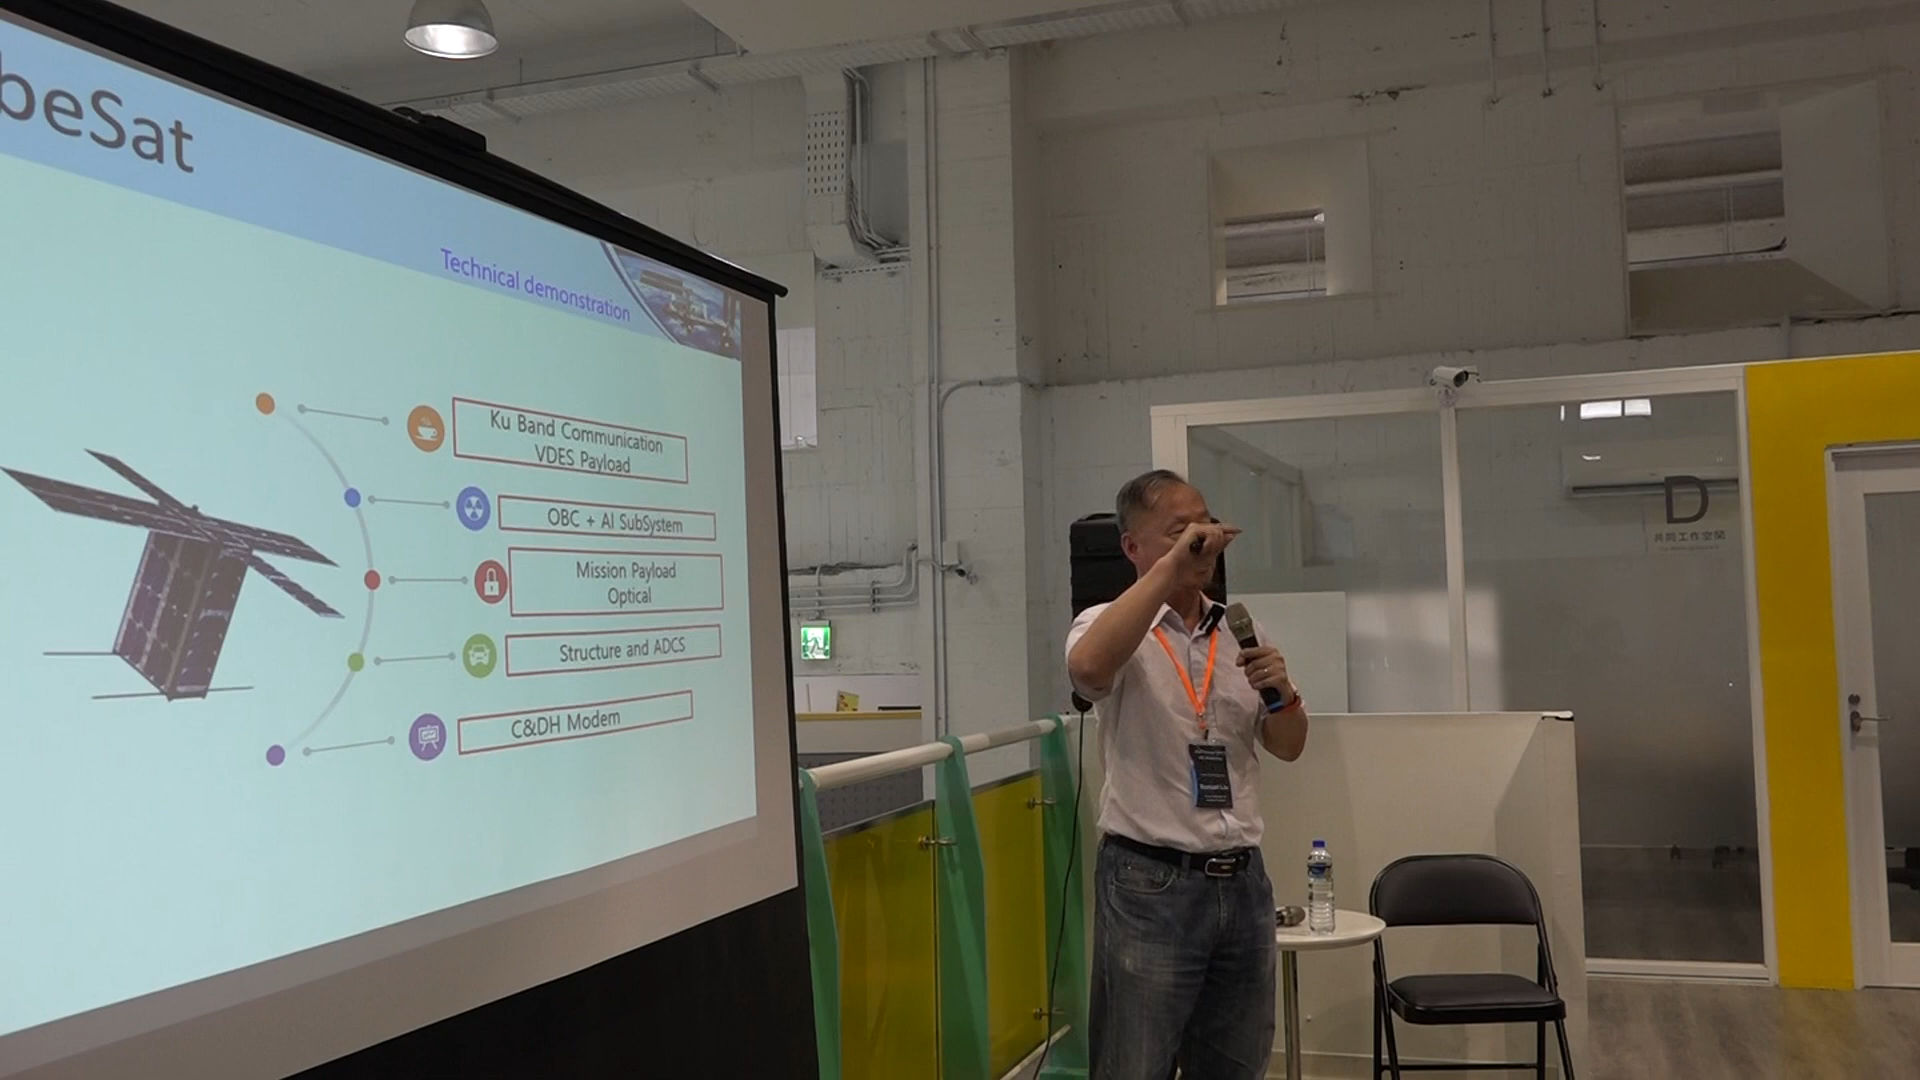 beSat
Technical demonstration
Ku Band Communication
VDES Payload
OBC + AI SubSystem
Mission Payload
Optical
Structure and ADCS
C&DH Modem
D
共同工作空間